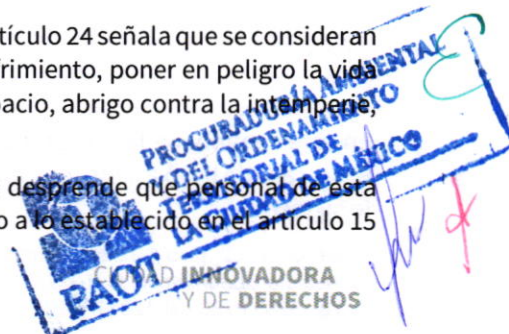 tículo 24 señala que se consideran
frimiento, poner en peligro la vida
pacio, abrigo contra la intemperie,
desprende que personal de esta
o a lo establecido en el artículo 15
PROCURADURÍA AMBIENTAL
Y DEL ORDENAMIENTO
TERRITORIAL DE
LA CIUDAD DE MÉXICO
PAOT
CIUDAD INNOVADORA
Y DE DERECHOS